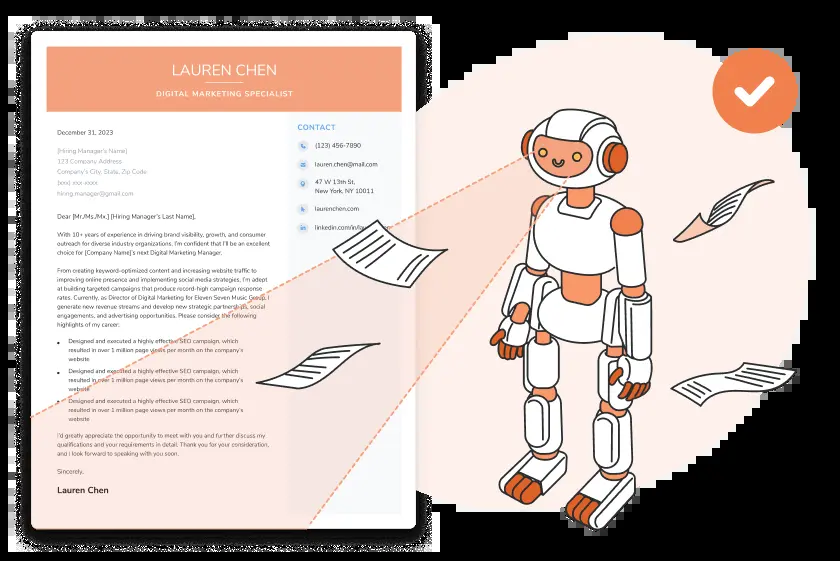 LAUREN CHEN
DIGITAL MARKETING SPECIALIST
December 31, 2023
[Hiring Manager's Name]
123 Company Address
Company's City, State, Zip Code
(xxx) xxx-xxxx
hiring.manager@gmail.com
Dear [Mr./Ms./Mx.] [Hiring Manager's Last Name],
With 10+ years of experience in driving brand visibility, growth, and consumer
outreach for diverse industry organizations, I'm confident that I'll be an excellent
choice for [Company Name]'s next Digital Marketing Manager.
From creating keyword-optimized content and increasing website traffic to
improving online presence and implementing social media strategies, I'm adept
at building targeted campaigns that produce record-high campaign response
rates. Currently, as Director of Digital Marketing for Eleven Seven Music Group, I
generate new revenue streams and develop new strategic partnerships, social
engagements, and advertising opportunities. Please consider the following
highlights of my career:
• Designed and executed a highly effective SEO campaign, which
resulted in over 1 million page views per month on the company's
website
• Designed and executed a highly effective SEO campaign, which
resulted in over 1 million page views per month on the company's
website
• Designed and executed a highly effective SEO campaign, which
resulted in over 1 million page views per month on the company's
website
I'd greatly appreciate the opportunity to meet with you and further discuss my
qualifications and your requirements in detail. Thank you for your consideration,
and I look forward to speaking with you soon.
Sincerely,
Lauren Chen
CONTACT
(123) 456-7890
lauren.chen@mail.com
47 W 13th St,
New York, NY 10011
laurenchen.com